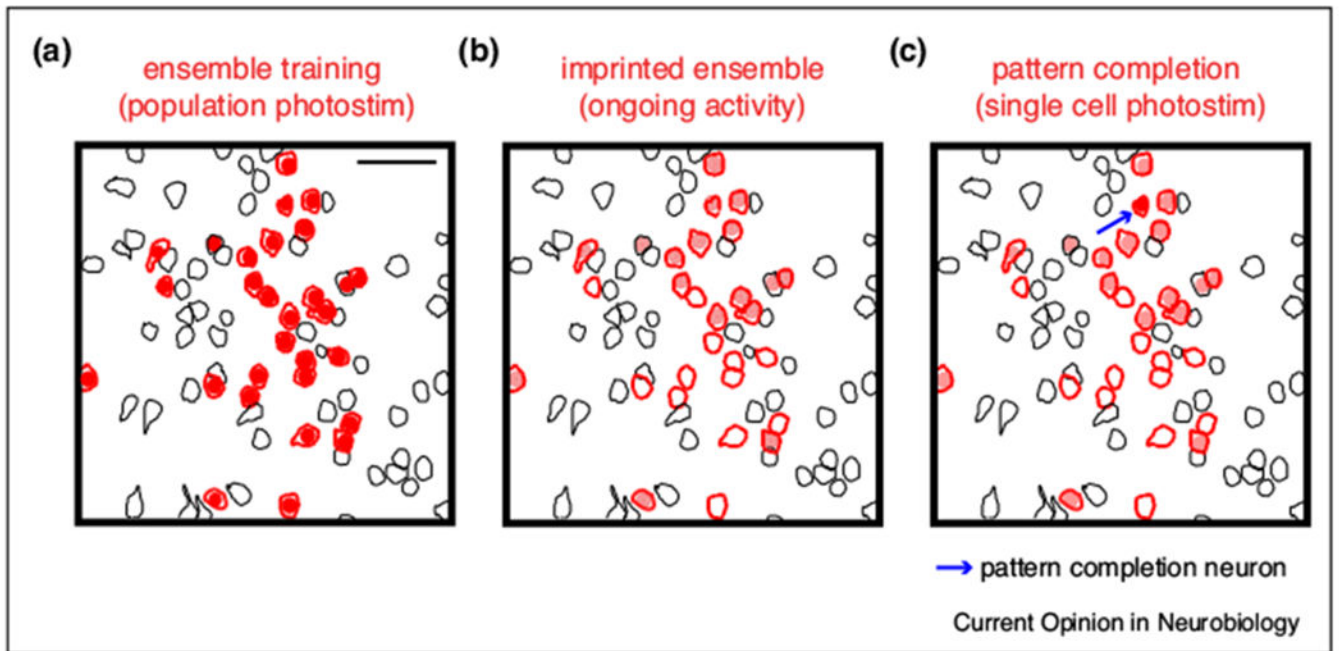 (a)
ensemble training
(population photostim)
(b)
imprinted ensemble
(ongoing activity)
(c)
pattern completion
(single cell photostim)
pattern completion neuron
Current Opinion in Neurobiology